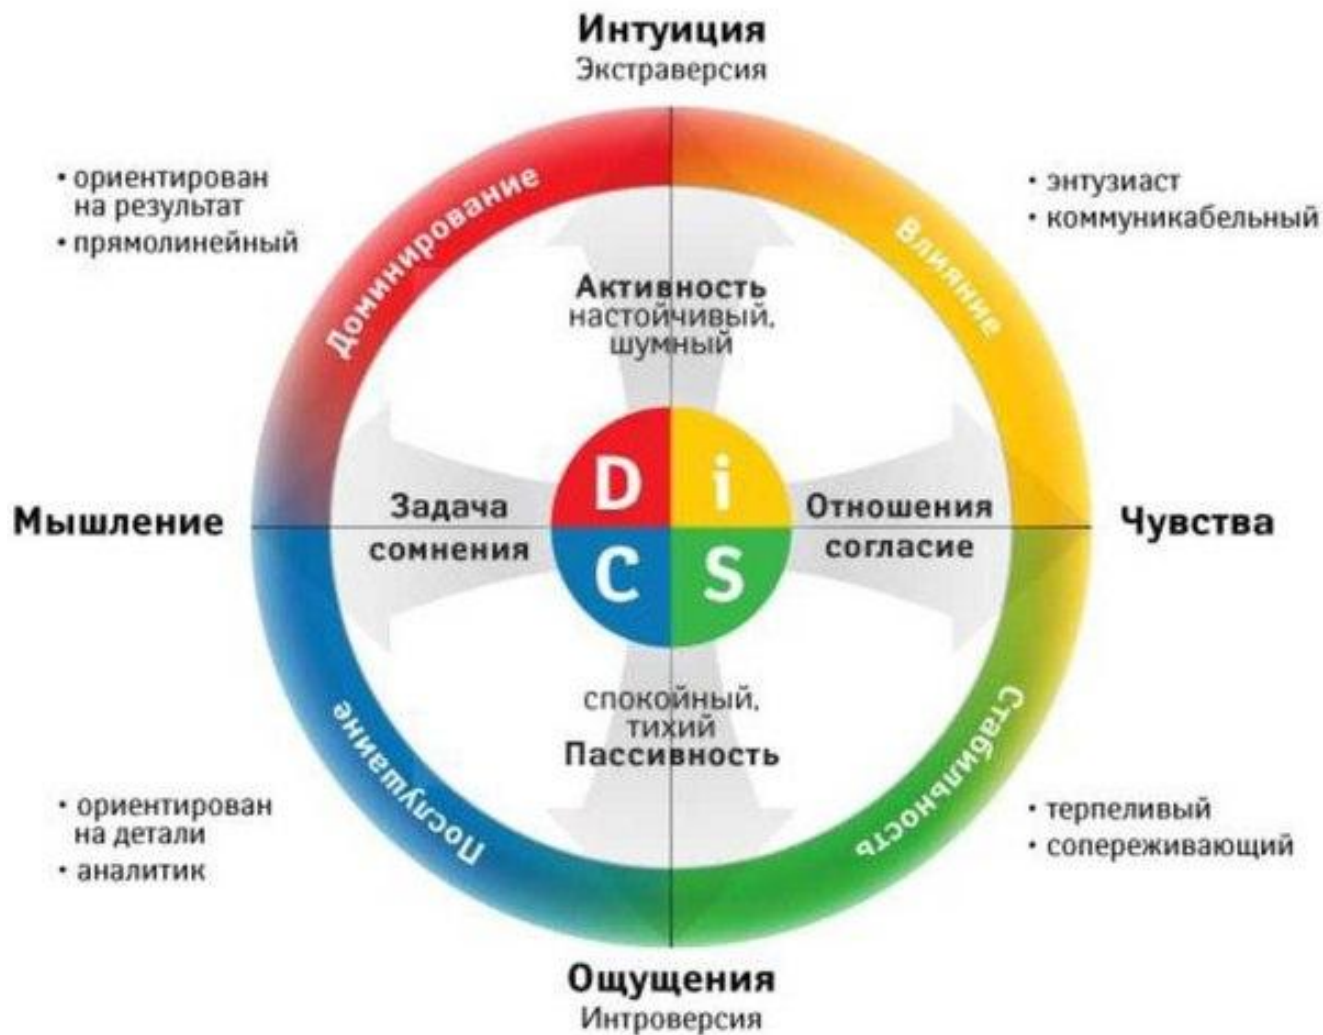 Интуиция
Экстраверсия
• ориентирован
на результат
• прямолинейный
• энтузиаст
• коммуникабельный
Доминирование
Влияние
Активность
настойчивый,
шумный
D i
C S
Мышление
Задача
сомнения
Отношения
согласие
Чувства
спокойный,
тихий
Пассивность
Послушаине
Стабильность
• ориентирован
на детали
• аналитик
• терпеливый
• сопереживающий
Ощущения
Интроверсия